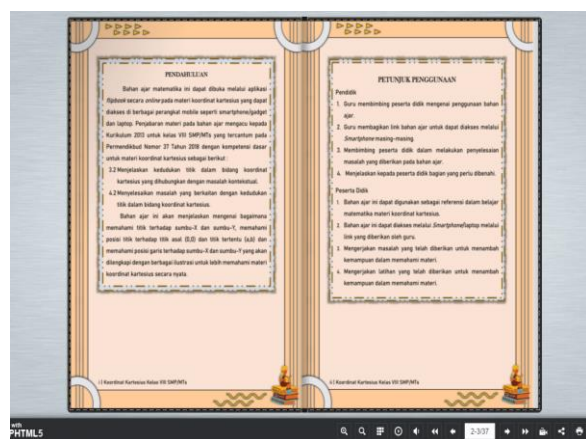 PENDAHULUAN
Bahan ajar matematika ini dapat dibuka melalui aplikasi
flipbook secara online pada materi koordinat kartesius yang dapat
diakses di berbagai perangkat mobile seperti smartphone/gadget
dan laptop. Penjabaran materi pada bahan ajar mengacu kepada
Kurikulum 2013 untuk kelas VIII SMP/MTs yang tercantum pada
Permendikbud Nomor 37 Tahun 2018 dengan kompetensi dasar
untuk materi koordinat kartesius sebagai berikut:
3.2 Menjelaskan kedudukan titik dalam bidang koordinat
kartesius yang dihubungkan dengan masalah kontekstual.
4.2 Menyelesaikan masalah yang berkaitan dengan kedudukan
titik dalam bidang koordinat kartesius.
Bahan ajar ini akan menjelaskan mengenai bagaimana
memahami titik terhadap sumbu-X dan sumbu-Y, memahami
posisi titik terhadap titik asal (0,0) dan titik tertentu (a,b) dan
memahami posisi garis terhadap sumbu-X dan sumbu-Y yang akan
dilengkapi dengan berbagai ilustrasi untuk lebih memahami materi
koordinat kartesius secara nyata.
i | Koordinat Kartesius Kelas VIII SMP/MTs
PETUNJUK PENGGUNAAN
Pendidik
1. Guru membimbing peserta didik mengenai penggunaan bahan
ajar.
2. Guru membagikan link bahan ajar untuk dapat diakses melalui
Smartphone masing-masing.
3. Membimbing peserta didik dalam melakukan penyelesaian
masalah yang diberikan pada bahan ajar.
4. Menjelaskan kepada peserta didik bagian yang perlu dibenahi.
Peserta Didik
1. Bahan ajar ini dapat digunakan sebagai referensi dalam belajar
matematika materi koordinat kartesius.
2. Bahan ajar ini dapat diakses melalui Smartphone/laptop melalui
link yang diberikan oleh guru.
3. Mengerjakan masalah yang telah diberikan untuk menambah
kemampuan dalam memahami materi.
4. Mengerjakan latihan yang telah diberikan untuk menambah
kemampuan dalam memahami materi.
Koordinat Kartesius Kelas VIII SMP/MTs
with
PHTML5
2-3/37